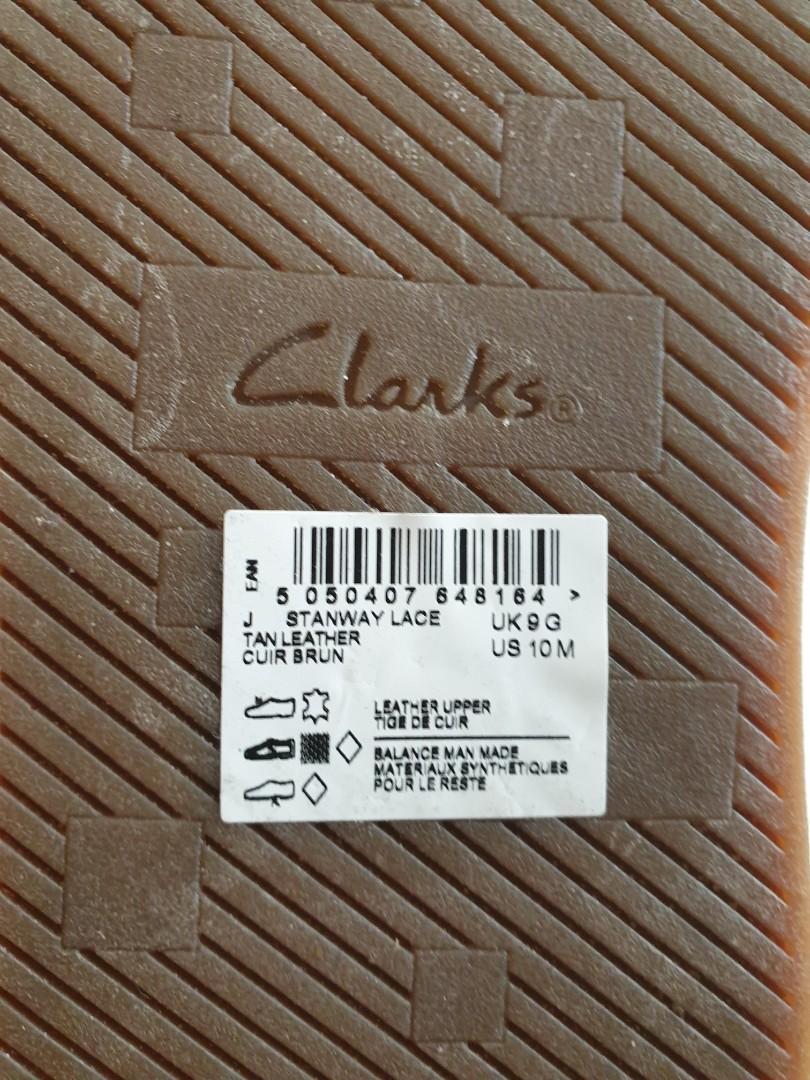 Clarks®
EAN
5 050407 648164 >
J STANWAY LACE UK 9 G
TAN LEATHER US 10 M
CUIR BRUN
LEATHER UPPER
TIGE DE CUIR
BALANCE MAN MADE
MATERIAUX SYNTHETIQUES
POUR LE RESTE